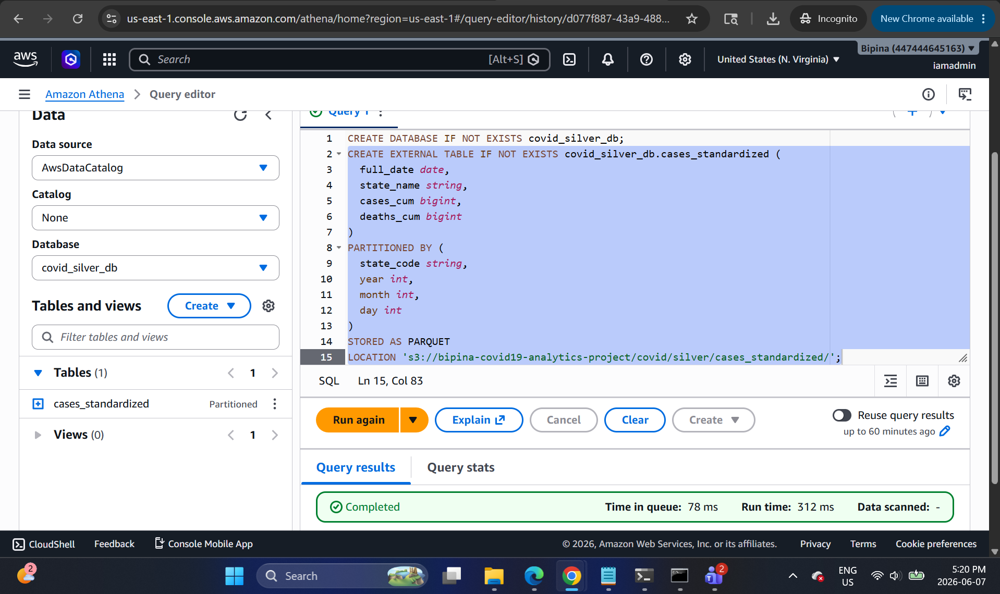 us-east-1.console.aws.amazon.com/athena/home?region=us-east-1#/query-editor/history/d077f887-43a9-488...
Incognito
New Chrome available
aws
Search
[Alt+S]
United States (N. Virginia)
Bipina (447444645163)
iamadmin
Amazon Athena
Query editor
Data
Data source
AwsDataCatalog
Catalog
None
Database
covid_silver_db
Tables and views
Create
Filter tables and views
Tables (1)
1
cases_standardized
Partitioned
Views (0)
1
Query 1
1 CREATE DATABASE IF NOT EXISTS covid_silver_db;
2 CREATE EXTERNAL TABLE IF NOT EXISTS covid_silver_db.cases_standardized (
3 full_date date,
4 state_name string,
5 cases_cum bigint,
6 deaths_cum bigint
7 )
8 PARTITIONED BY (
9 state_code string,
10 year int,
11 month int,
12 day int
13 )
14 STORED AS PARQUET
15 LOCATION 's3://bipina-covid19-analytics-project/covid/silver/cases_standardized/';
SQL
Ln 15, Col 83
Run again
Explain
Cancel
Clear
Create
Reuse query results
up to 60 minutes ago
Query results
Query stats
Completed
Time in queue: 78 ms
Run time: 312 ms
Data scanned: -
CloudShell
Feedback
Console Mobile App
© 2026, Amazon Web Services, Inc. or its affiliates.
Privacy
Terms
Cookie preferences
2
Search
2
ENG
US
5:20 PM
2026-06-07